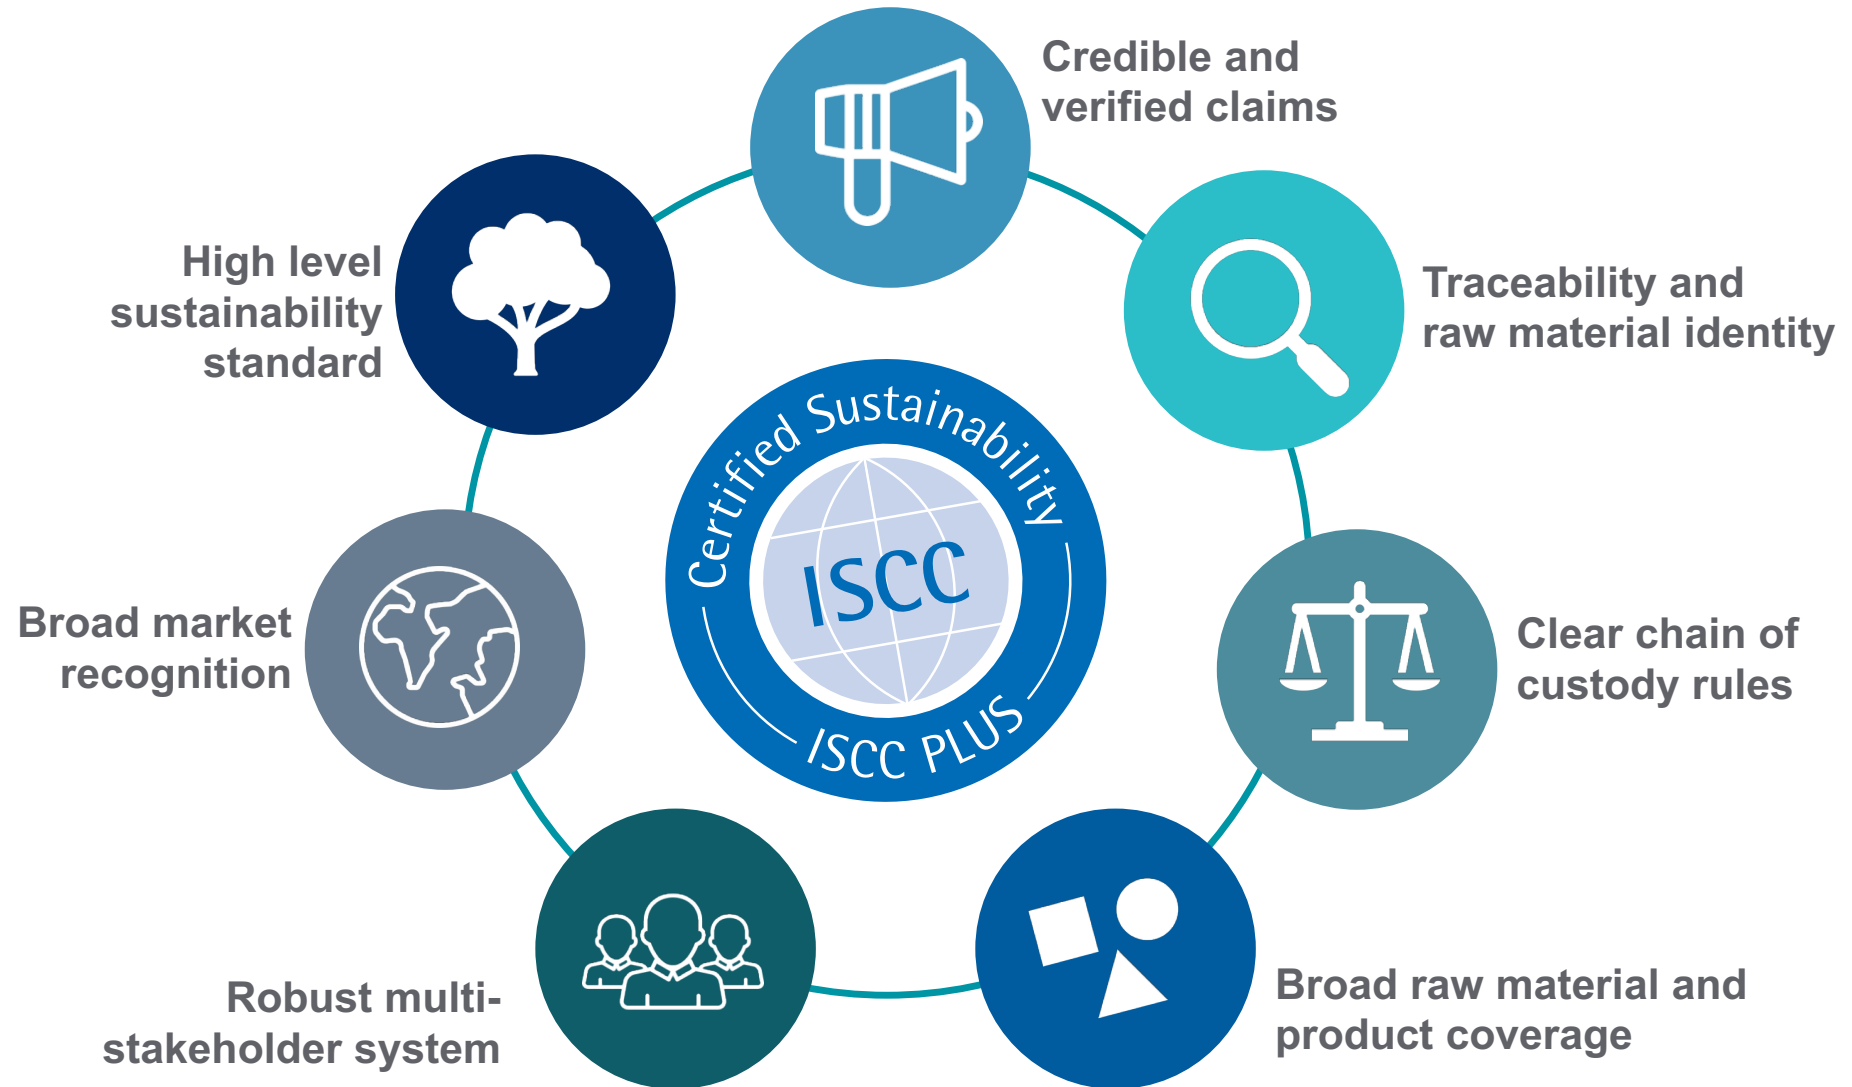 Credible and
verified claims
Traceability and
raw material identity
Clear chain of
custody rules
Broad raw material and
product coverage
Robust multi-
stakeholder system
Broad market
recognition
High level
sustainability
standard
Certified Sustainability
ISCC
ISCC PLUS